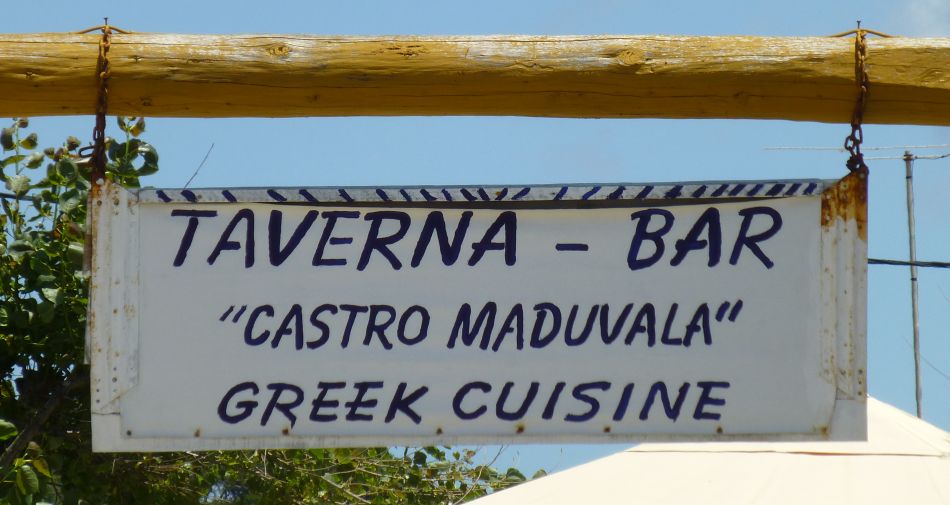 TAVERNA - BAR
"CASTRO MADUVALA"
GREEK CUISINE